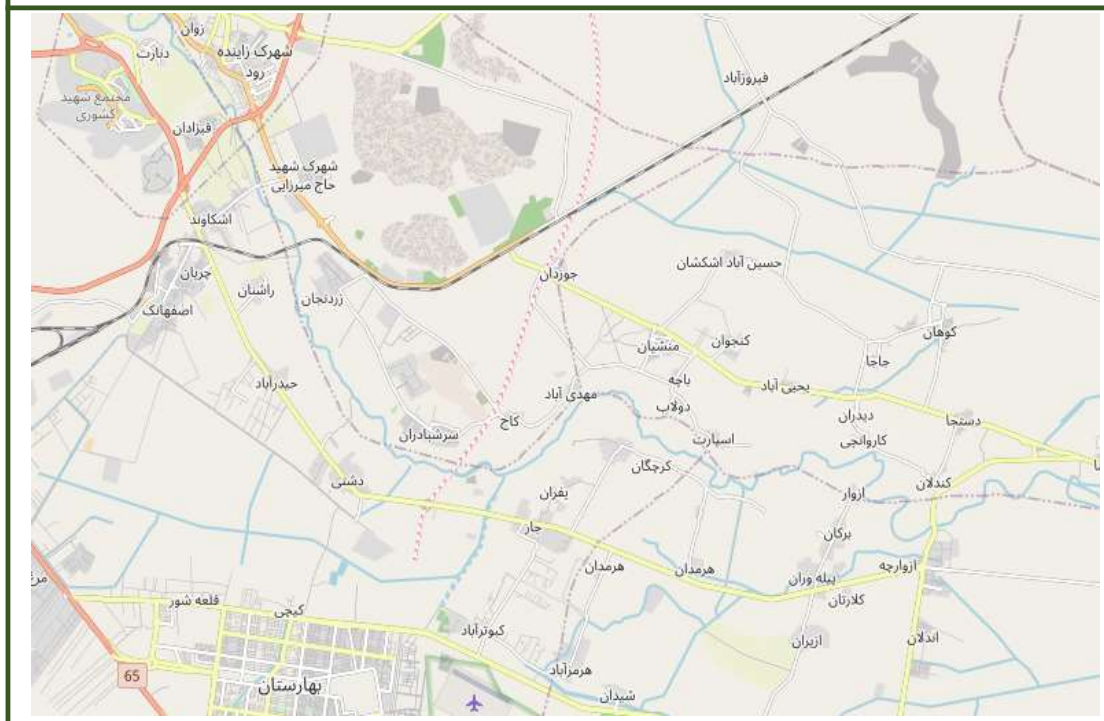 زوان
دنارت
شهرک زاینده
رود
مجتمع شهید
کشوری
فیزادان
فیروزآباد
شهرک شهید
حاج میرزایی
اشکاوند
چریان
راشنان
زردنجان
اصفهانک
جوزدان
حسین آباد اشکشان
کوهان
منشیان
کنجوان
جاجا
باچه
یحیی آباد
حیدرآباد
مهدی آباد
دولاب
دیدران
دستجا
کاج
سرشبادران
اسپارت
کاروانچی
کرچگان
دشتی
یفران
ازوار
کندلان
جار
برکان
هرمدان
هرمدان
پیله وران
ازوارچه
کلارتان
قلعه شور
کیچی
کبوترآباد
ازیران
اندلان
هرمزآباد
65
بهارستان
شیدان